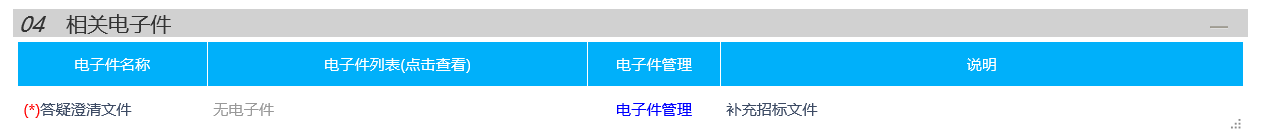 04 相关电子件
电子件名称 电子件列表(点击查看) 电子件管理 说明
(*)答疑澄清文件 无电子件 电子件管理 补充招标文件